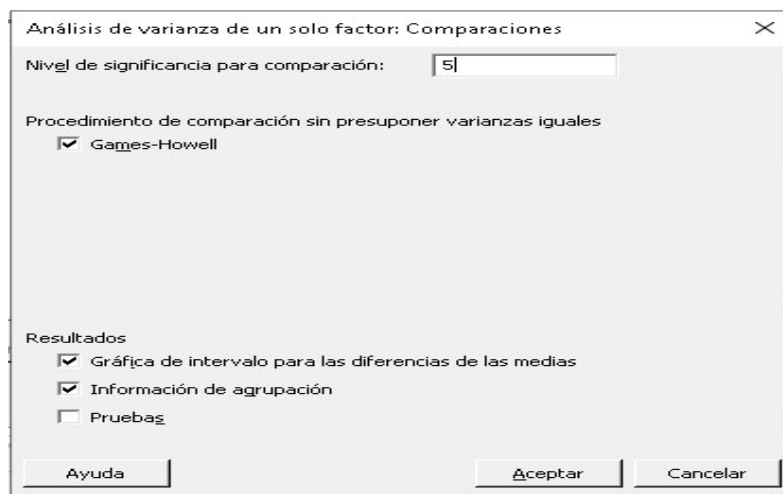 Análisis de varianza de un solo factor: Comparaciones
Nivel de significancia para comparación: 5
Procedimiento de comparación sin presuponer varianzas iguales
Games-Howell
Resultados
Gráfica de intervalo para las diferencias de las medias
Información de agrupación
Pruebas
Ayuda Aceptar Cancelar